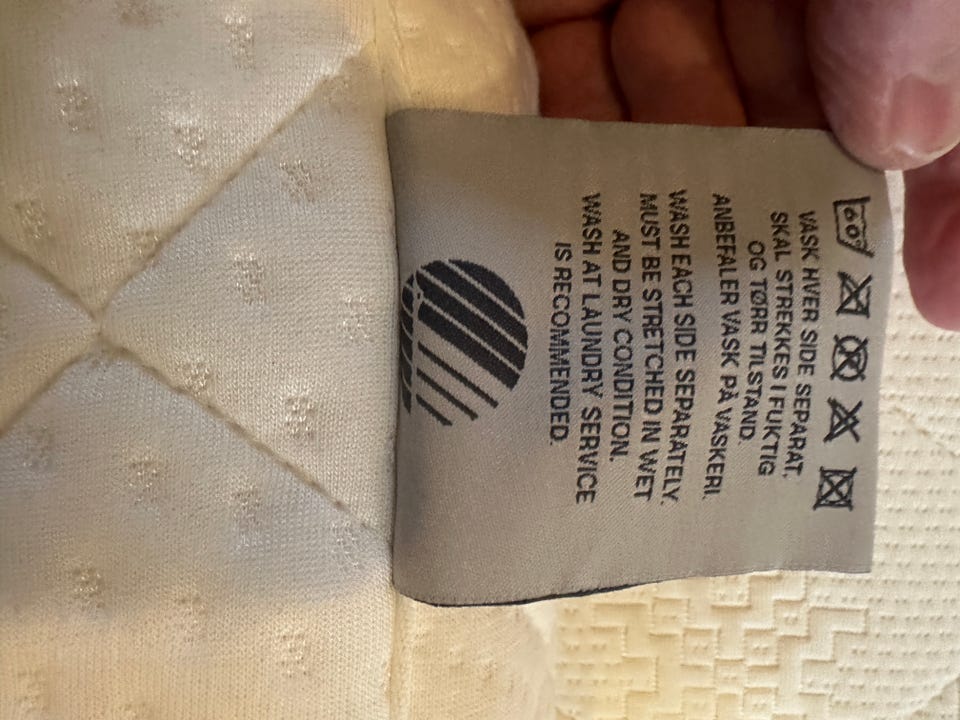 60
VASK HVER SIDE SEPARAT,
SKAL STREKKES I FUKTIG
OG TØRR TILSTAND.
ANBEFALER VASK PÅ VASKERI.
WASH EACH SIDE SEPARATELY.
MUST BE STRETCHED IN WET
AND DRY CONDITION.
WASH AT LAUNDRY SERVICE
IS RECOMMENDED.